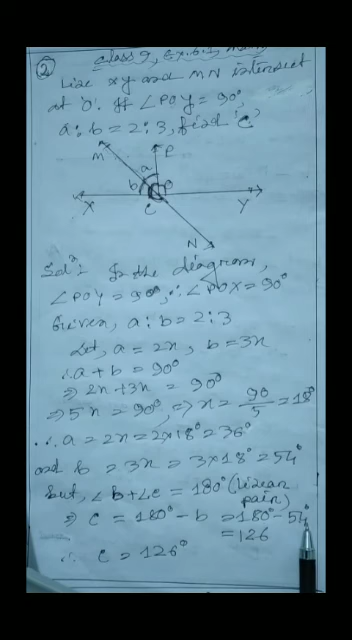 Class 9, Ex. 6.1,
② Line xy and MN intersect
at 'O'. If ∠POY = 90°,
a : b = 2 : 3, find 'C'
M
P
a
b
O
X
C
Y
N
Solⁿ: In the diagram,
∠POY = 90°, ∴ ∠POX = 90°
Given, a : b = 2 : 3
Let, a = 2x, b = 3x
∴ a + b = 90°
⇒ 2x + 3x = 90°
⇒ 5x = 90°, ⇒ x = 90/5 = 18°
∴ a = 2x = 2×18° = 36°
and b = 3x = 3×18° = 54°
but, ∠b + ∠c = 180° (linear
pair)
⇒ C = 180° - b = 180° - 54°
= 126
∴ C = 126°